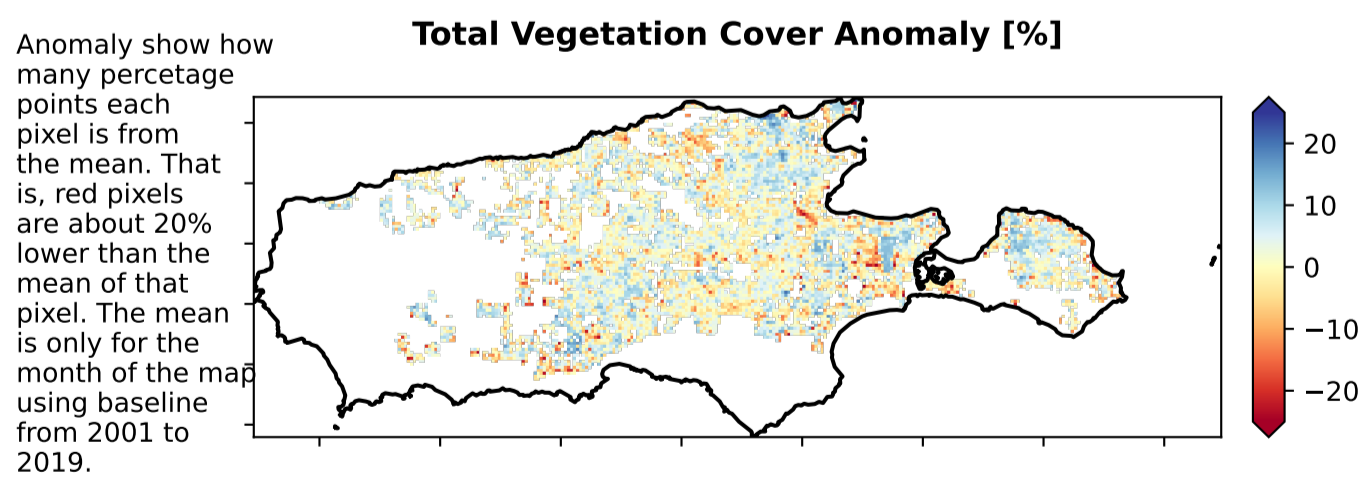 Total Vegetation Cover Anomaly [%]
Anomaly show how
many percetage
points each
pixel is from
the mean. That
is, red pixels
are about 20%
lower than the
mean of that
pixel. The mean
is only for the
month of the map
using baseline
from 2001 to
2019.
20
10
0
−10
−20